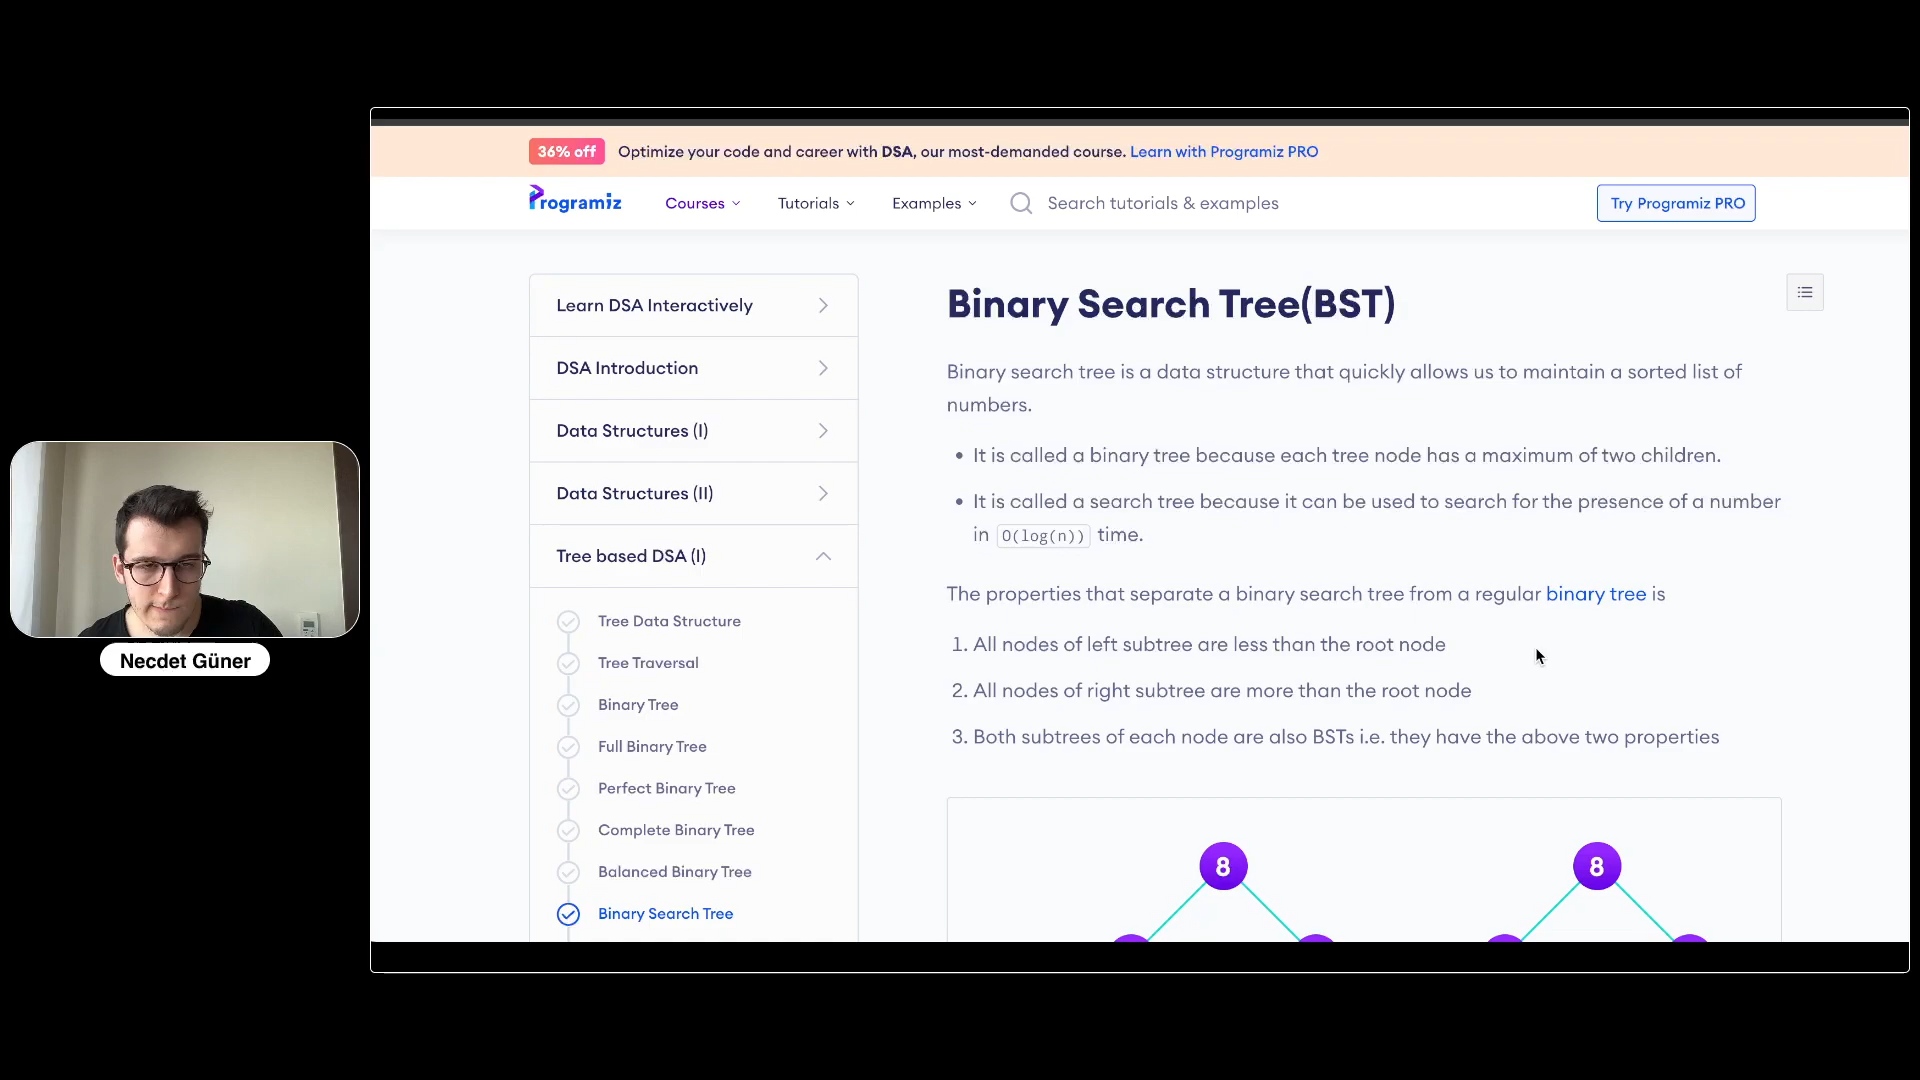 36% off Optimize your code and career with DSA, our most-demanded course. Learn with Programiz PRO
Programiz Courses Tutorials Examples Search tutorials & examples Try Programiz PRO
Learn DSA Interactively
DSA Introduction
Data Structures (I)
Data Structures (II)
Tree based DSA (I)
Tree Data Structure
Tree Traversal
Binary Tree
Full Binary Tree
Perfect Binary Tree
Complete Binary Tree
Balanced Binary Tree
Binary Search Tree
Binary Search Tree(BST)
Binary search tree is a data structure that quickly allows us to maintain a sorted list of
numbers.
• It is called a binary tree because each tree node has a maximum of two children.
• It is called a search tree because it can be used to search for the presence of a number
in O(log(n)) time.
The properties that separate a binary search tree from a regular binary tree is
1. All nodes of left subtree are less than the root node
2. All nodes of right subtree are more than the root node
3. Both subtrees of each node are also BSTs i.e. they have the above two properties
8 8
Necdet Güner